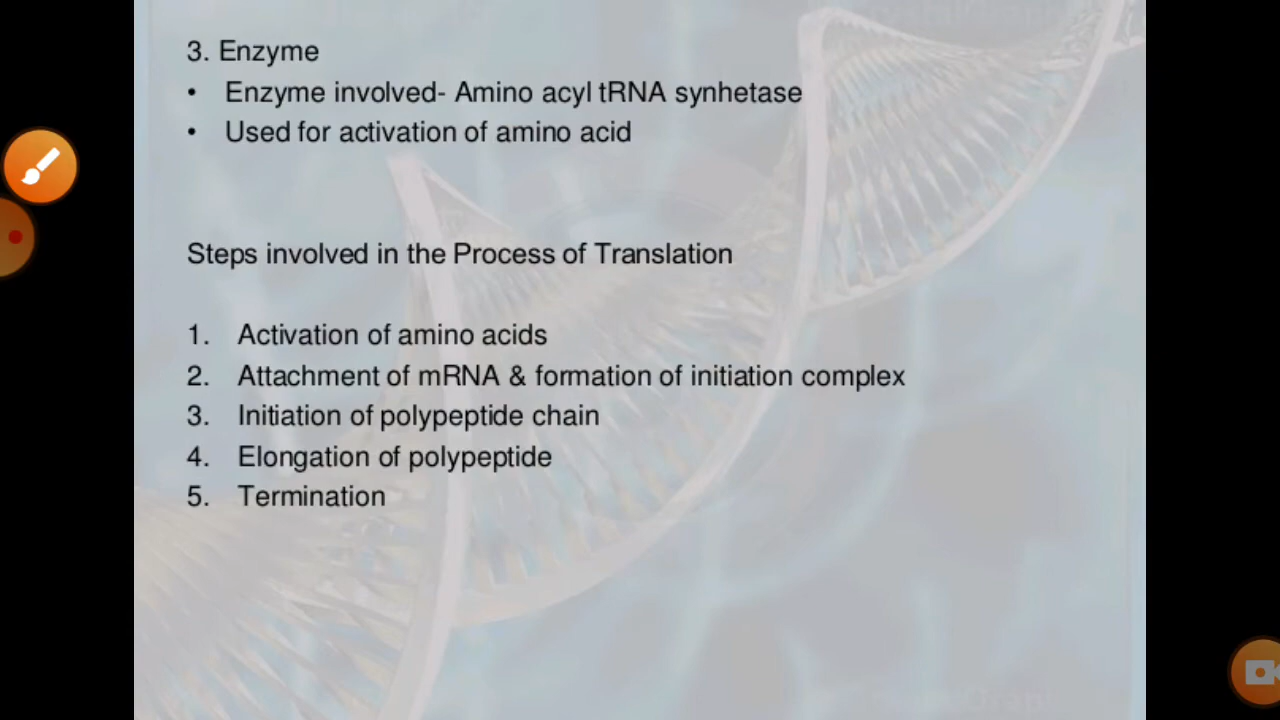 3. Enzyme
• Enzyme involved- Amino acyl tRNA synhetase
• Used for activation of amino acid
Steps involved in the Process of Translation
1. Activation of amino acids
2. Attachment of mRNA & formation of initiation complex
3. Initiation of polypeptide chain
4. Elongation of polypeptide
5. Termination